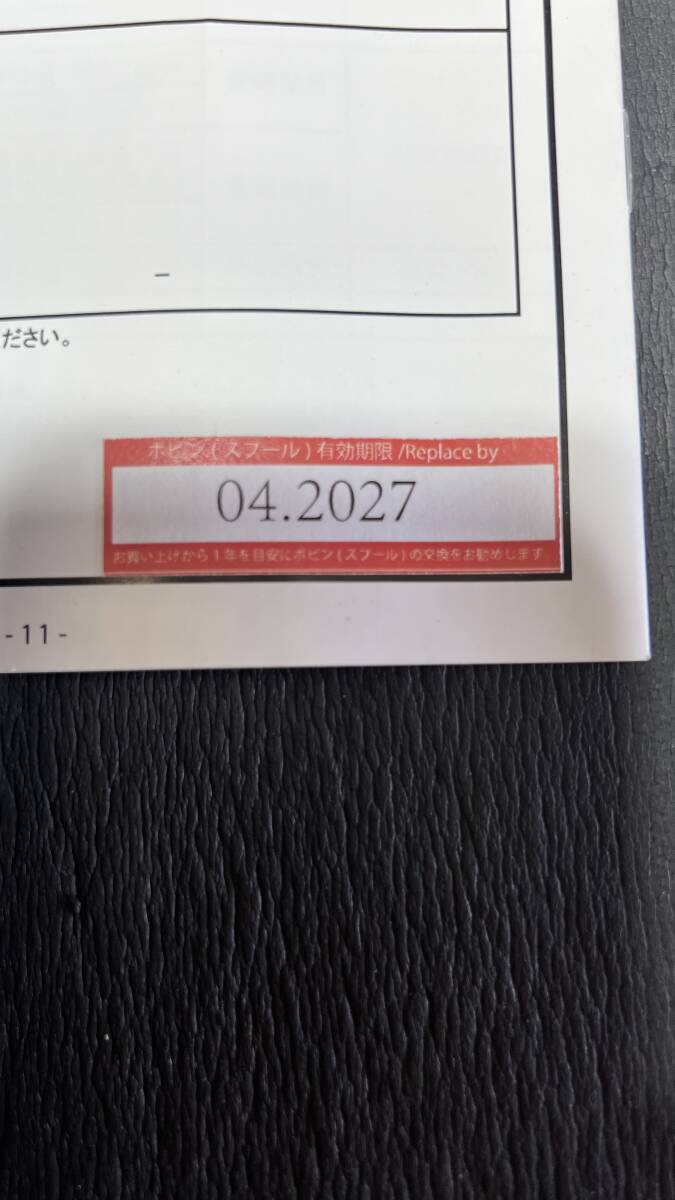 ださい。
ボビン(スプール)有効期限/Replace by
04.2027
お買い上げから1年を目安にボビン(スプール)の交換をお勧めします
- 11 -